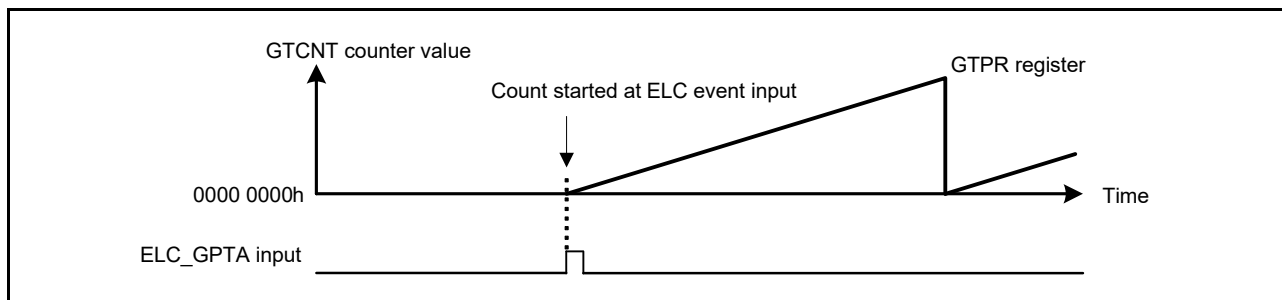 GTCNT counter value
GTPR register
Count started at ELC event input
0000 0000h
Time
ELC_GPTA input